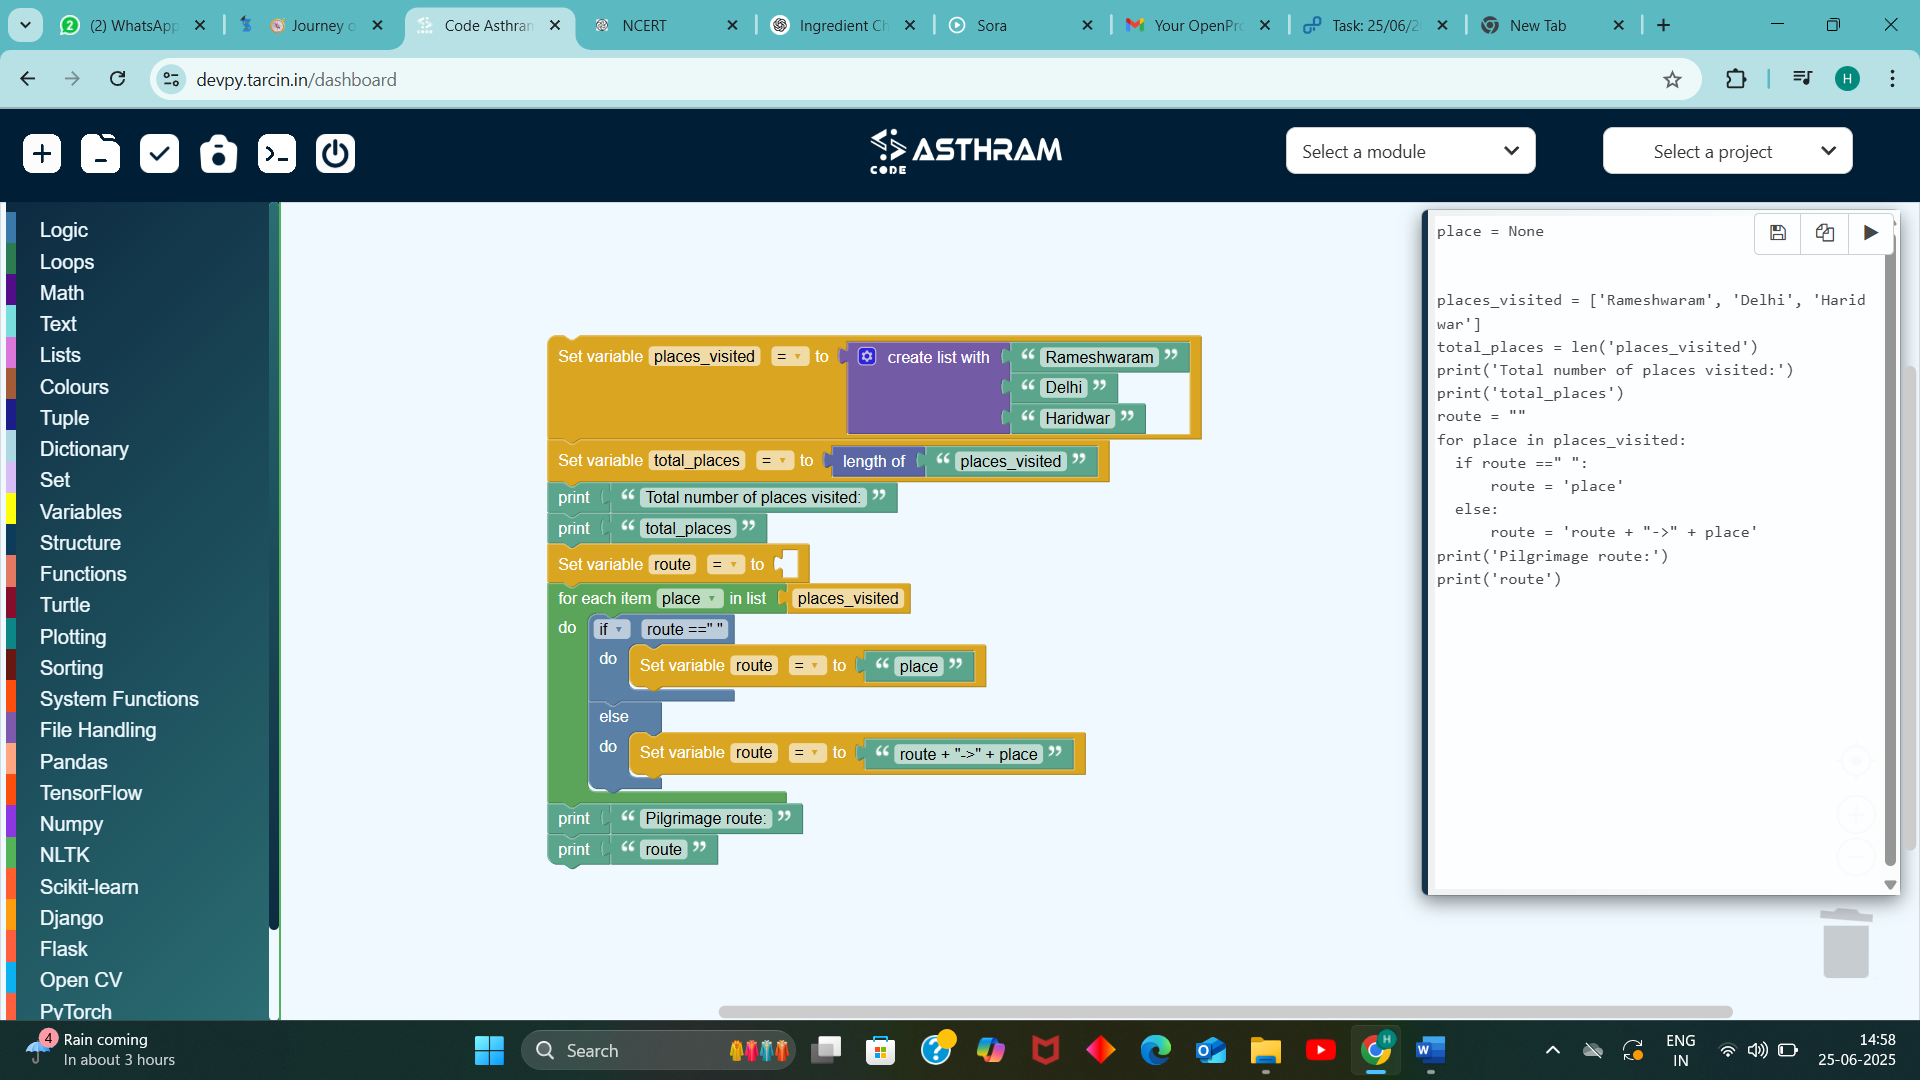 (2) WhatsApp
Journey o
Code Asthram
NCERT
Ingredient Ch
Sora
Your OpenPro
Task: 25/06/2
New Tab
devpy.tarcin.in/dashboard
H
ASTHRAM
CODE
Select a module
Select a project
Logic
Loops
Math
Text
Lists
Colours
Tuple
Dictionary
Set
Variables
Structure
Functions
Turtle
Plotting
Sorting
System Functions
File Handling
Pandas
TensorFlow
Numpy
NLTK
Scikit-learn
Django
Flask
Open CV
PyTorch
Set variable places_visited = to create list with “ Rameshwaram ”
“ Delhi ”
“ Haridwar ”
Set variable total_places = to length of “ places_visited ”
print “ Total number of places visited: ”
print “ total_places ”
Set variable route = to
for each item place in list places_visited
do if route ==" "
do Set variable route = to “ place ”
else
do Set variable route = to “ route + "->" + place ”
print “ Pilgrimage route: ”
print “ route ”
place = None
places_visited = ['Rameshwaram', 'Delhi', 'Harid
war']
total_places = len('places_visited')
print('Total number of places visited:')
print('total_places')
route = ""
for place in places_visited:
if route ==" ":
route = 'place'
else:
route = 'route + "->" + place'
print('Pilgrimage route:')
print('route')
4
Rain coming
In about 3 hours
Search
H
ENG
IN
14:58
25-06-2025